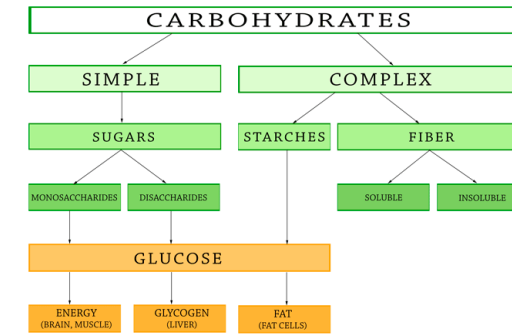 CARBOHYDRATES
SIMPLE
COMPLEX
SUGARS
STARCHES
FIBER
MONOSACCHARIDES
DISACCHARIDES
SOLUBLE
INSOLUBLE
GLUCOSE
ENERGY
(BRAIN, MUSCLE)
GLYCOGEN
(LIVER)
FAT
(FAT CELLS)